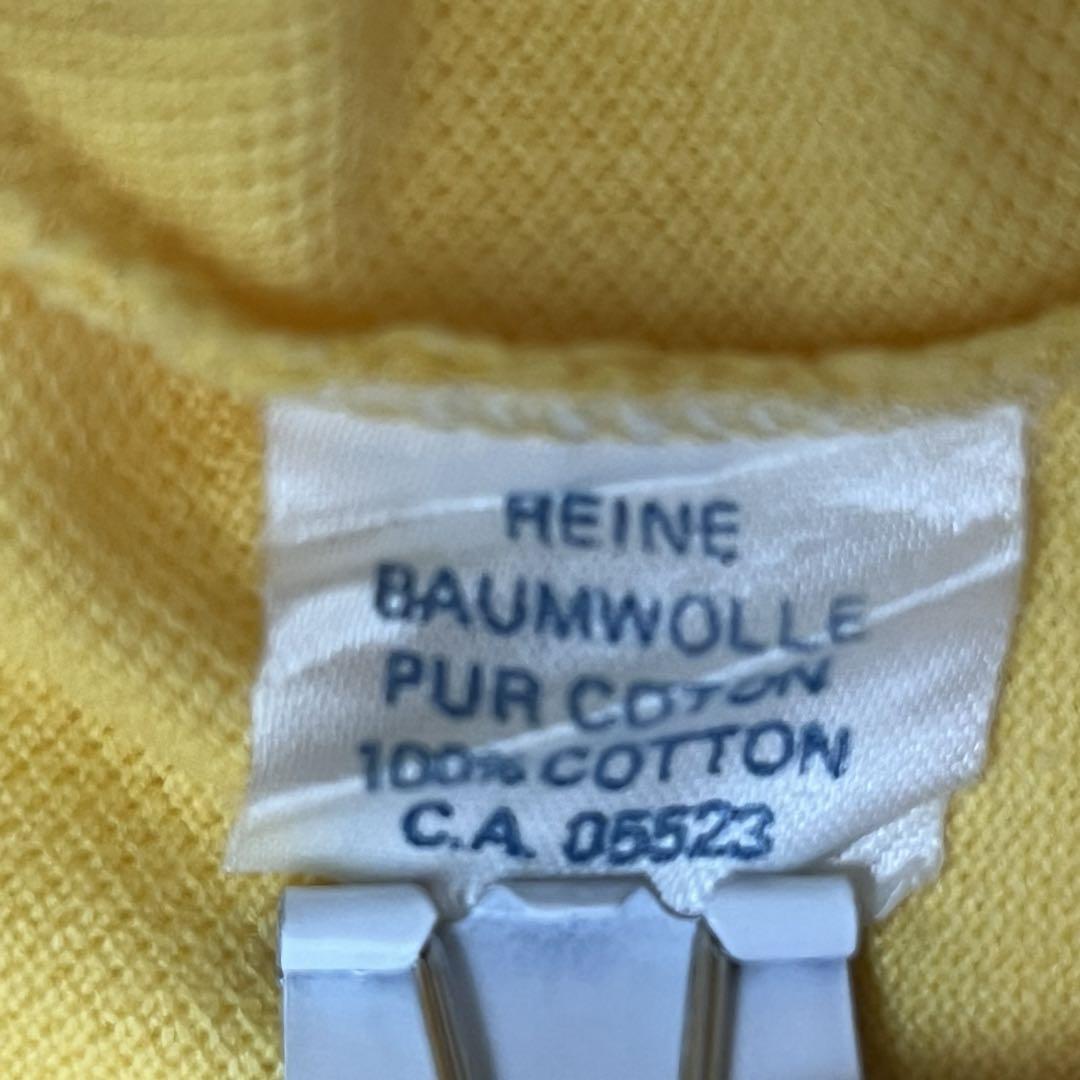 REINE
BAUMWOLLE
PUR COTON
100% COTTON
C.A. 05523